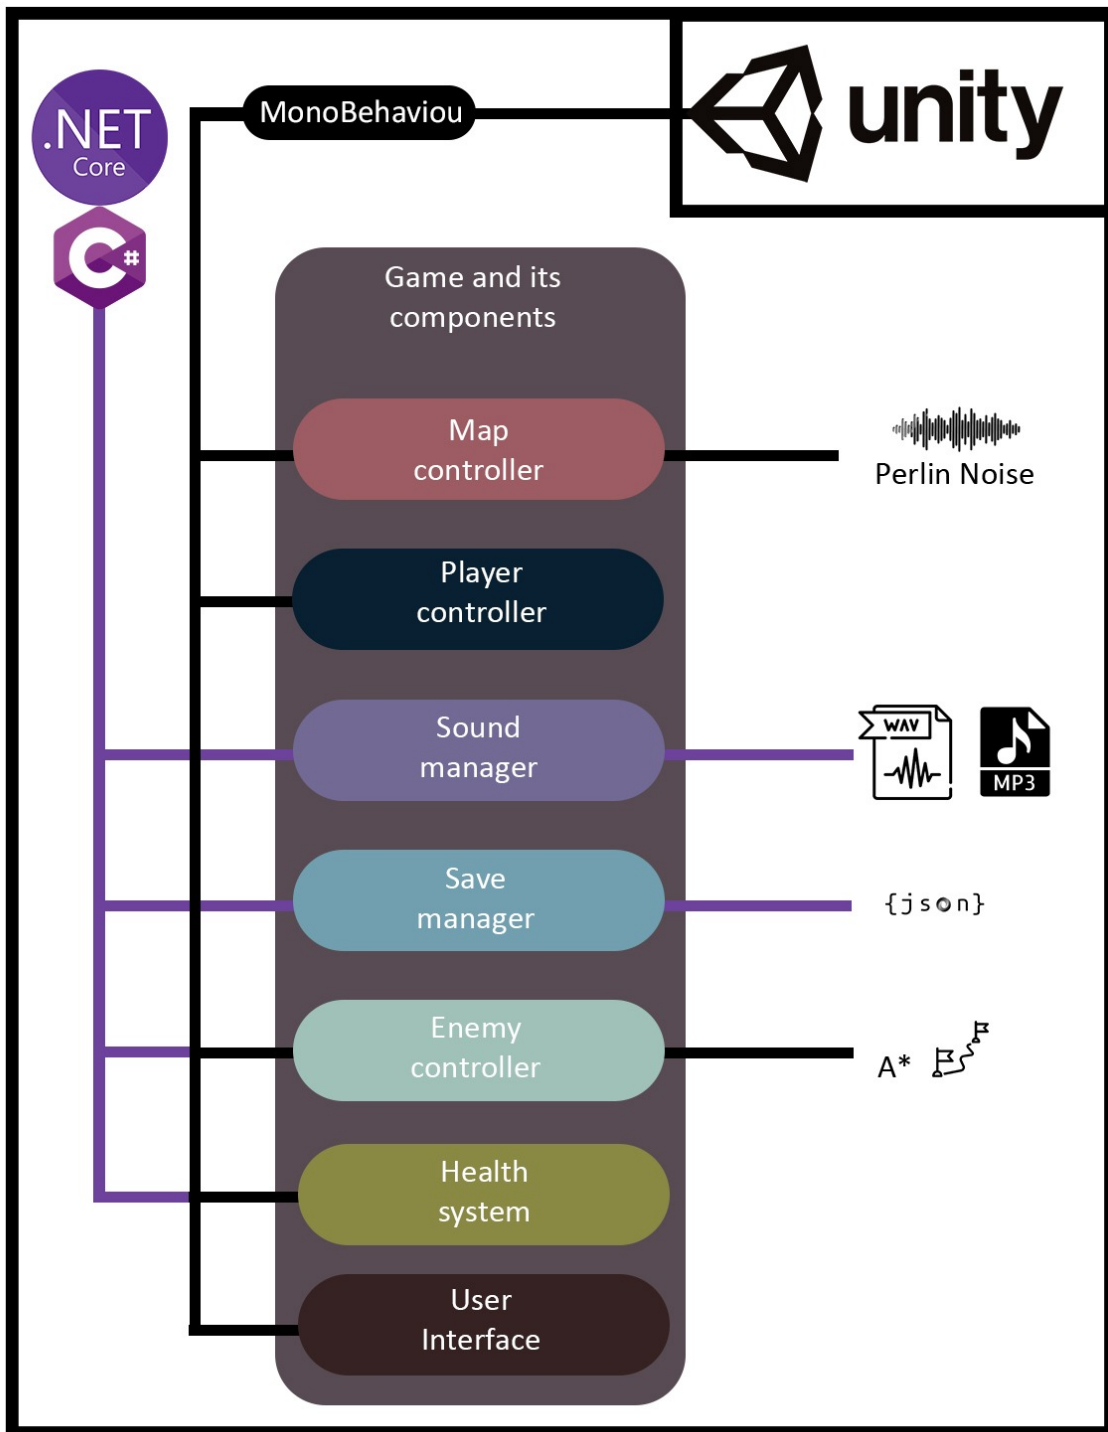 .NET
Core
C#
MonoBehaviou
unity
Game and its
components
Map
controller
Perlin Noise
Player
controller
Sound
manager
WAV
MP3
Save
manager
{json}
Enemy
controller
A*
Health
system
User
Interface